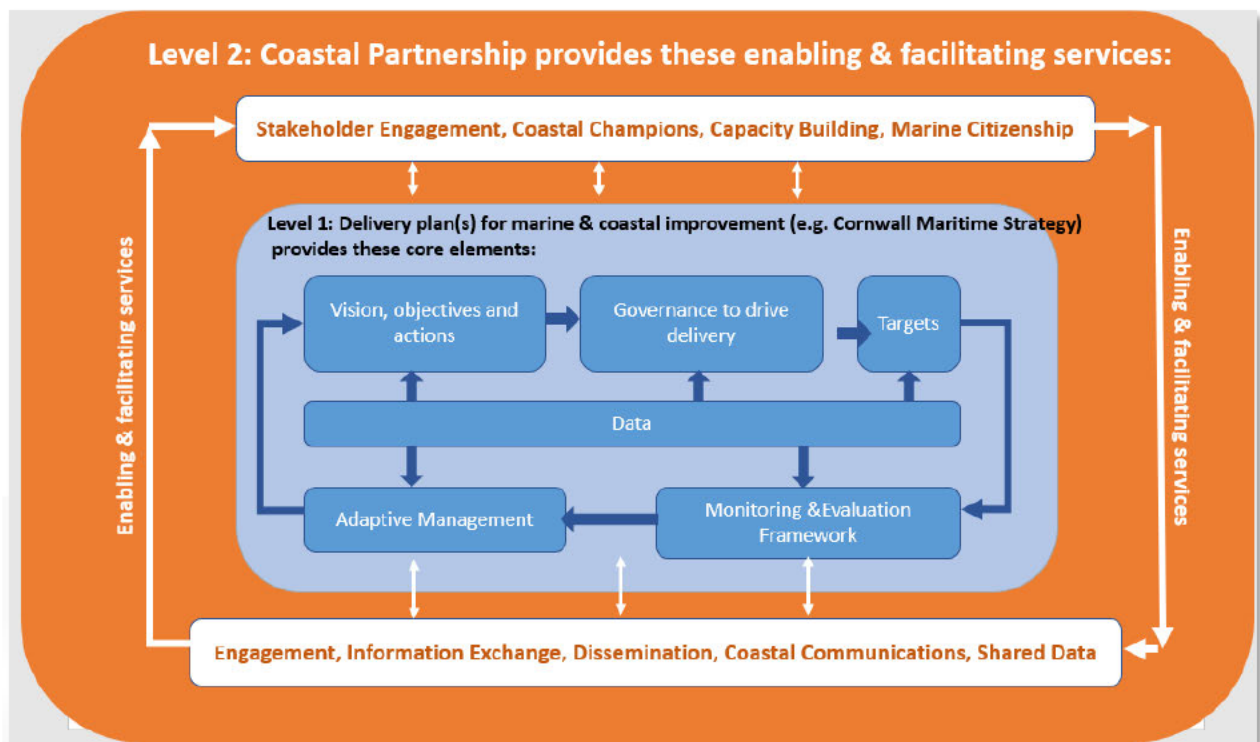 Level 2: Coastal Partnership provides these enabling & facilitating services:
Stakeholder Engagement, Coastal Champions, Capacity Building, Marine Citizenship
Level 1: Delivery plan(s) for marine & coastal improvement (e.g. Cornwall Maritime Strategy)
provides these core elements:
Vision, objectives and
actions
Governance to drive
delivery
Targets
Data
Adaptive Management
Monitoring &Evaluation
Framework
Enabling & facilitating services
Enabling & facilitating services
Engagement, Information Exchange, Dissemination, Coastal Communications, Shared Data